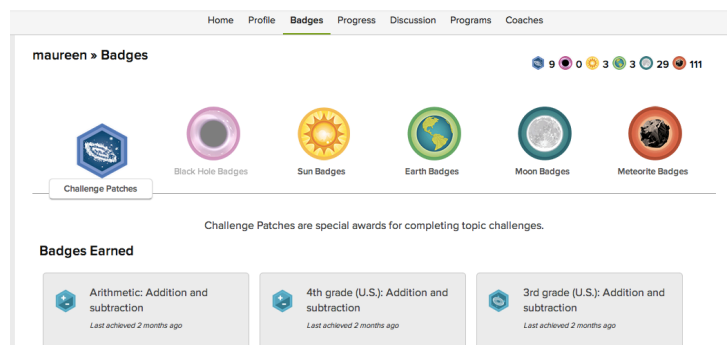 Home Profile Badges Progress Discussion Programs Coaches
maureen » Badges
9 0 3 3 29 111
Black Hole Badges Sun Badges Earth Badges Moon Badges Meteorite Badges
Challenge Patches
Challenge Patches are special awards for completing topic challenges.
Badges Earned
Arithmetic: Addition and
subtraction
Last achieved 2 months ago
4th grade (U.S.): Addition and
subtraction
Last achieved 2 months ago
3rd grade (U.S.): Addition and
subtraction
Last achieved 2 months ago